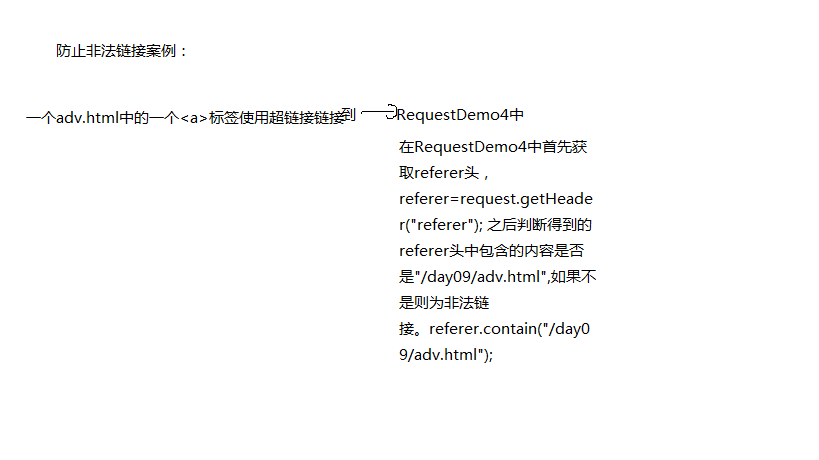 防止非法链接案例：
一个adv.html中的一个<a>标签使用超链接链接到 RequestDemo4中
在RequestDemo4中首先获
取referer头，
referer=request.getHeade
r("referer"); 之后判断得到的
referer头中包含的内容是否
是"/day09/adv.html",如果不
是则为非法链
接。referer.contain("/day0
9/adv.html");